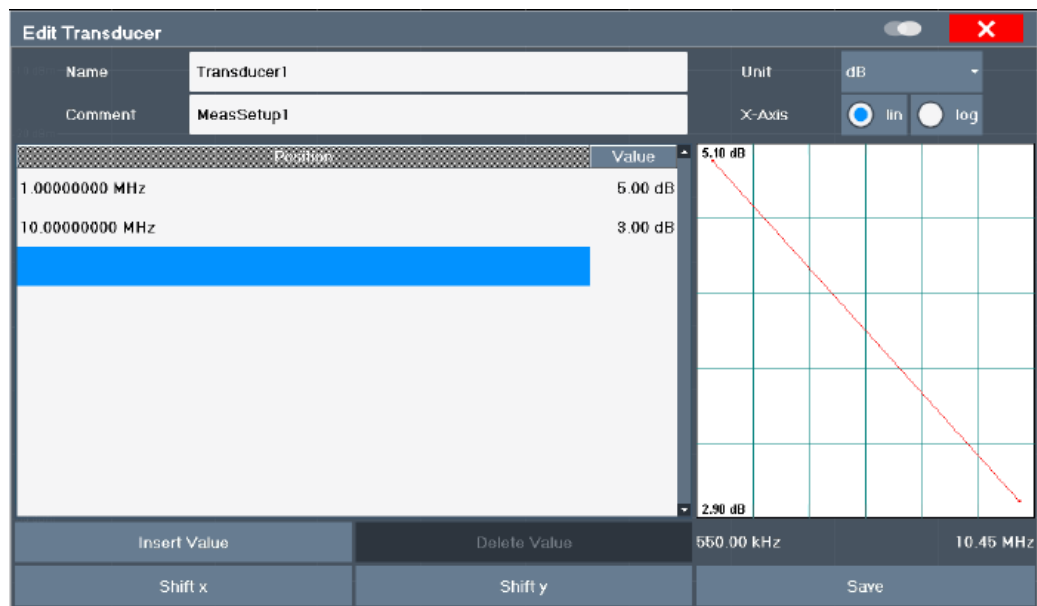 Edit Transducer
Name Transducer1 Unit dB
Comment MeasSetup1 X-Axis lin log
Position Value
1.00000000 MHz 5.00 dB
10.00000000 MHz 3.00 dB
5.10 dB
2.90 dB
Insert Value Delete Value 550.00 kHz 10.45 MHz
Shift x Shift y Save